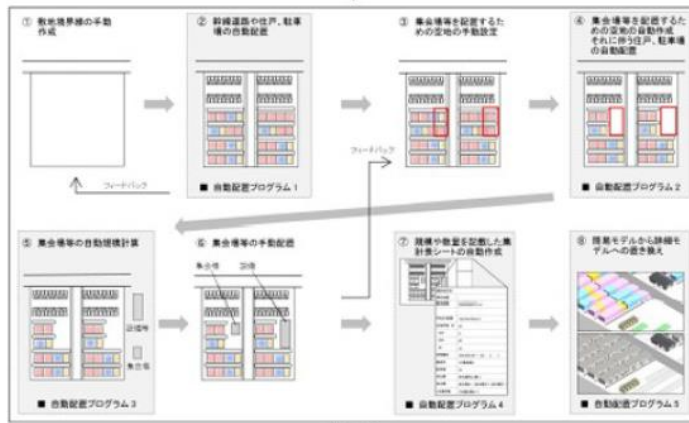 ① 敷地境界線の手動
作成
② 幹線道路や住戸、駐車
場の自動配置
③ 集会場等を配置するた
めの空地の手動設定
④ 集会場等を配置するた
めの空地の自動作成
それに伴う住戸、駐車場
の自動配置
フィードバック
■ 自動配置プログラム1
フィードバック
■ 自動配置プログラム2
⑤ 集会場等の自動規模計算
⑥ 集会場等の手動配置
⑦ 規模や数量を記載した集
計表シートの自動作成
⑧ 簡易モデルから詳細モ
デルへの置き換え
集会場
設備
設備等
集会場
■ 自動配置プログラム3
■ 自動配置プログラム4
■ 自動配置プログラム5